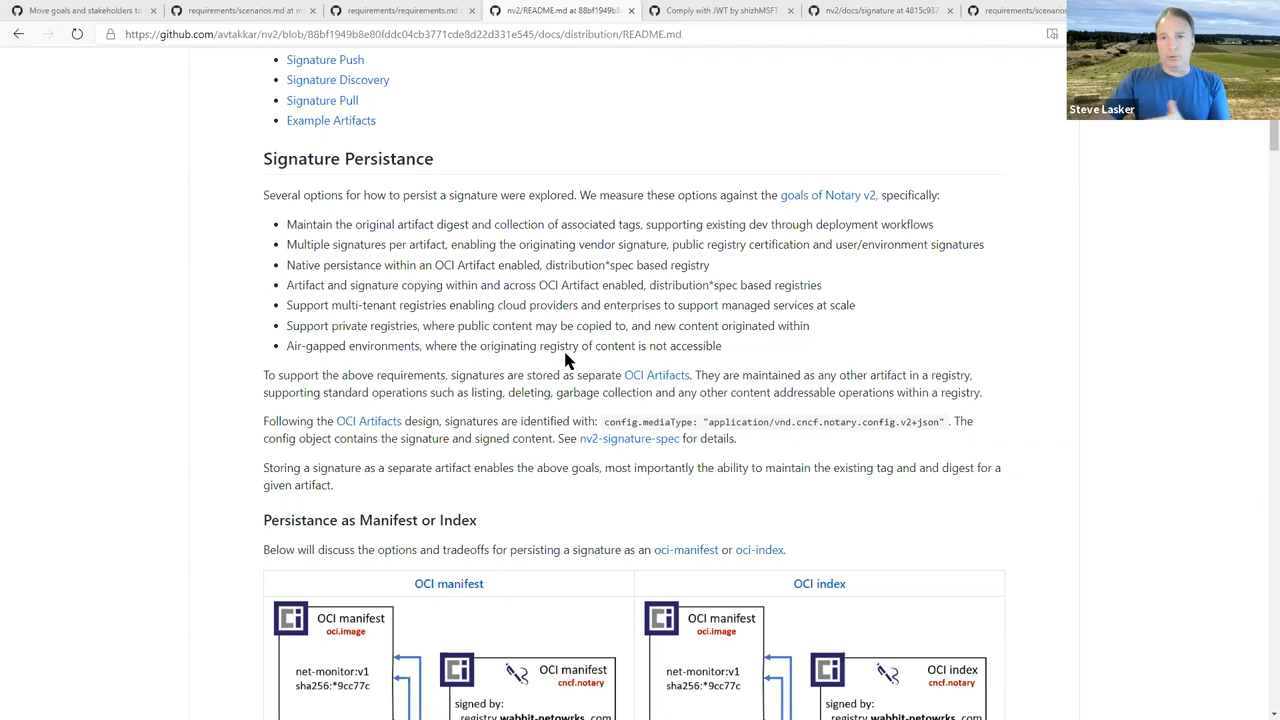 Move goals and stakeholders to
requirements/scenarios.md at m
requirements/requirements.md
nv2/README.md at 88bf1949b8
Comply with JWT by shizhMSFT
nv2/docs/signature at 4815c937
requirements/scenarios
https://github.com/avtakkar/nv2/blob/88bf1949b8e80fddc04cb3771cde8d22d331e545/docs/distribution/README.md
Steve Lasker
Signature Push
Signature Discovery
Signature Pull
Example Artifacts
Signature Persistance
Several options for how to persist a signature were explored. We measure these options against the goals of Notary v2, specifically:
Maintain the original artifact digest and collection of associated tags, supporting existing dev through deployment workflows
Multiple signatures per artifact, enabling the originating vendor signature, public registry certification and user/environment signatures
Native persistance within an OCI Artifact enabled, distribution*spec based registry
Artifact and signature copying within and across OCI Artifact enabled, distribution*spec based registries
Support multi-tenant registries enabling cloud providers and enterprises to support managed services at scale
Support private registries, where public content may be copied to, and new content originated within
Air-gapped environments, where the originating registry of content is not accessible
To support the above requirements, signatures are stored as separate OCI Artifacts. They are maintained as any other artifact in a registry,
supporting standard operations such as listing, deleting, garbage collection and any other content addressable operations within a registry.
Following the OCI Artifacts design, signatures are identified with: config.mediaType: "application/vnd.cncf.notary.config.v2+json" . The
config object contains the signature and signed content. See nv2-signature-spec for details.
Storing a signature as a separate artifact enables the above goals, most importantly the ability to maintain the existing tag and and digest for a
given artifact.
Persistance as Manifest or Index
Below will discuss the options and tradeoffs for persisting a signature as an oci-manifest or oci-index.
OCI manifest
OCI index
OCI manifest
oci.image
net-monitor:v1
sha256:*9cc77c
OCI manifest
cncf.notary
signed by:
registry.wabbit-netowrks.com
OCI manifest
oci.image
net-monitor:v1
sha256:*9cc77c
OCI index
cncf.notary
signed by:
registry.wabbit-netowrks.com